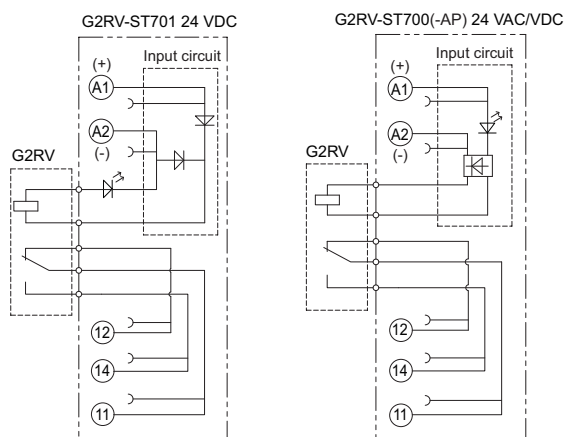 G2RV-ST701 24 VDC
Input circuit
(+)
A1
A2
(-)
G2RV
12
14
11
G2RV-ST700(-AP) 24 VAC/VDC
Input circuit
(+)
A1
A2
(-)
G2RV
12
14
11